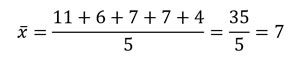 x̄ = (11 + 6 + 7 + 7 + 4)/5 = 35/5 = 7